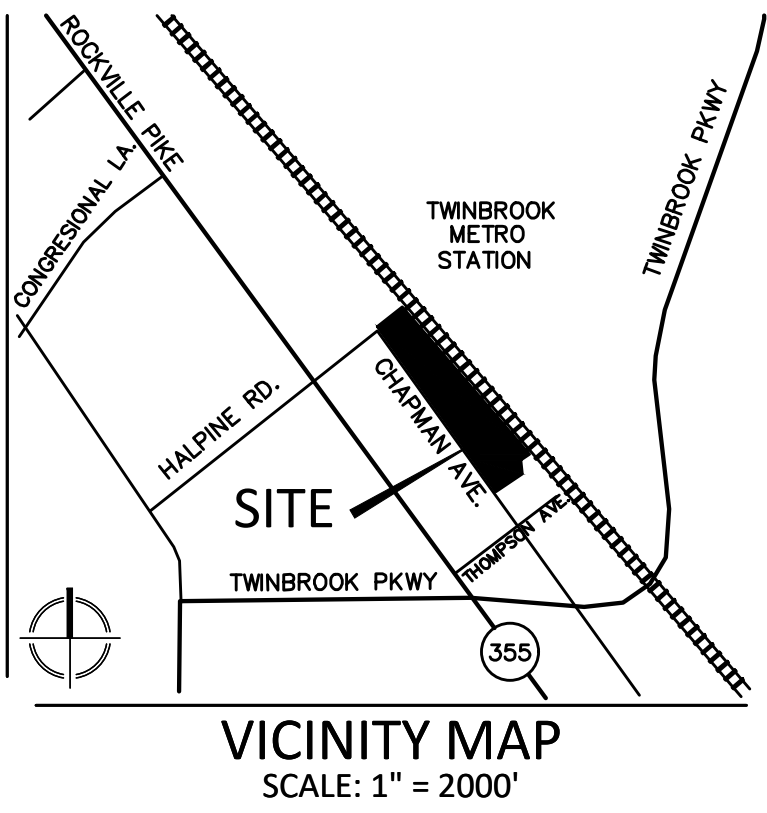 ROCKVILLE PIKE
CONGRESIONAL LA.
TWINBROOK PKWY
TWINBROOK
METRO
STATION
HALPINE RD.
CHAPMAN AVE.
SITE
THOMPSON AVE.
TWINBROOK PKWY
355
VICINITY MAP
SCALE: 1" = 2000'